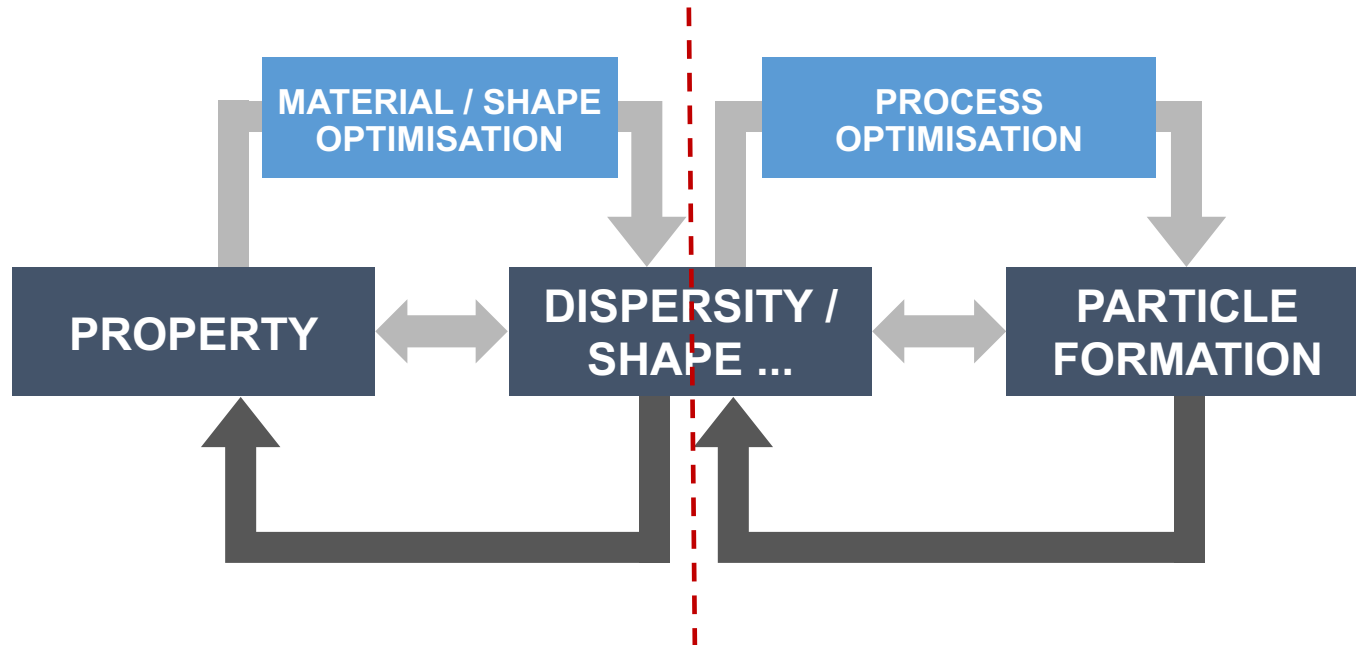 MATERIAL / SHAPE
OPTIMISATION
PROCESS
OPTIMISATION
PROPERTY
DISPERSITY /
SHAPE ...
PARTICLE
FORMATION